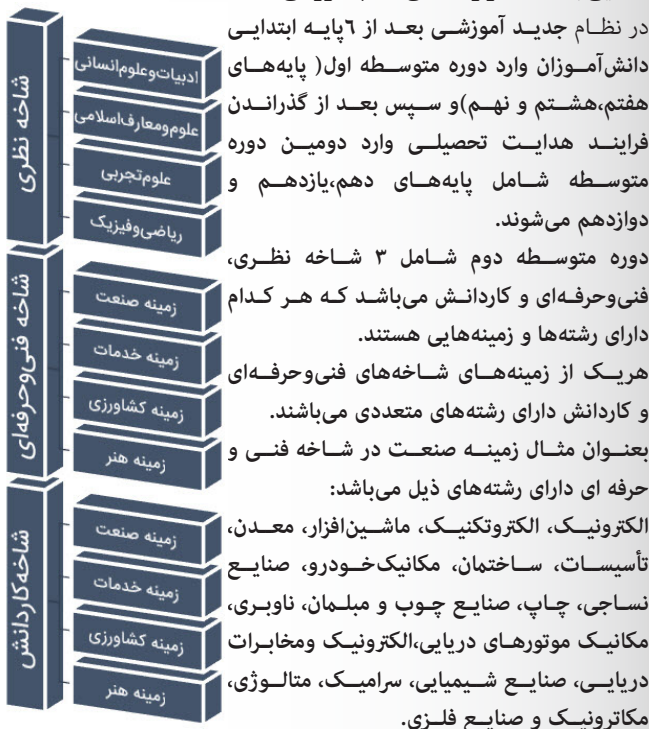 در نظام جدید آموزشی بعد از ٦پایه ابتدایی
دانش‌آموزان وارد دوره متوسطه اول( پایه‌های
هفتم،هشتم و نهم)و سپس بعد از گذراندن
فرایند هدایت تحصیلی وارد دومین دوره
متوسطه شامل پایه‌های دهم،یازدهم و
دوازدهم می‌شوند.
دوره متوسطه دوم شامل ۳ شاخه نظری،
فنی‌وحرفه‌ای و کاردانش می‌باشد که هر کدام
دارای رشته‌ها و زمینه‌هایی هستند.
هریک از زمینه‌های شاخه‌های فنی‌وحرفه‌ای
و کاردانش دارای رشته‌های متعددی می‌باشند.
بعنوان مثال زمینه صنعت در شاخه فنی و
حرفه ای دارای رشته‌های ذیل می‌باشد:
الکترونیک، الکتروتکنیک، ماشین‌افزار، معدن،
تأسیسات، ساختمان، مکانیک‌خودرو، صنایع
نساجی، چاپ، صنایع چوب و مبلمان، ناوبری،
مکانیک موتورهای دریایی،الکترونیک ومخابرات
دریایی، صنایع شیمیایی، سرامیک، متالوژی،
مکاترونیک و صنایع فلزی.
شاخه نظری
ادبیات‌وعلوم‌انسانی
علوم‌ومعارف‌اسلامی
علوم‌تجربی
ریاضی‌وفیزیک
شاخه فنی‌وحرفه‌ای
زمینه صنعت
زمینه خدمات
زمینه کشاورزی
زمینه هنر
شاخه‌کاردانش
زمینه صنعت
زمینه خدمات
زمینه کشاورزی
زمینه هنر